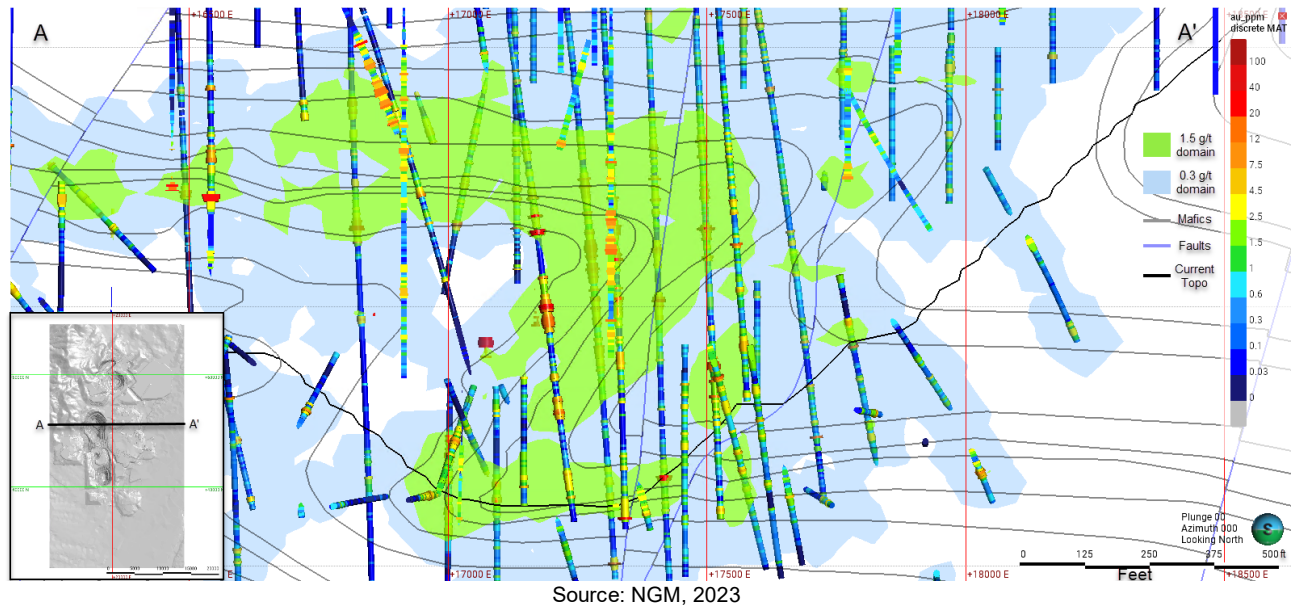 +16500 E
+17000 E
+17500 E
+18000 E
A
A'
au_ppm
discrete MAT
100
40
20
12
7.5
4.5
2.5
1.5
1
0.6
0.3
0.1
0.03
0
1.5 g/t
domain
0.3 g/t
domain
Mafics
Faults
Current
Topo
A
A'
Plunge 00
Azimuth 000
Looking North
S
0 125 250 375 500 ft
Feet
+17000 E
+17500 E
+18000 E
+18500 E
Source: NGM, 2023